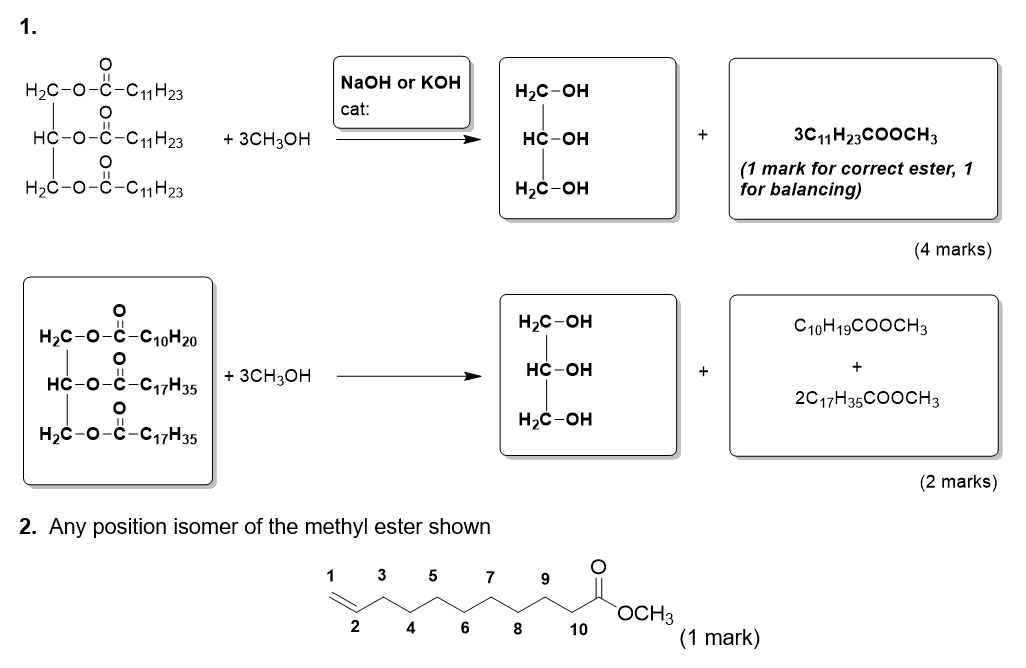 1.
O
H₂C–O–C–C₁₁H₂₃
O
HC–O–C–C₁₁H₂₃
O
H₂C–O–C–C₁₁H₂₃
+ 3CH₃OH
NaOH or KOH
cat:
H₂C–OH
HC–OH
H₂C–OH
+
3C₁₁H₂₃COOCH₃
(1 mark for correct ester, 1
for balancing)
(4 marks)
O
H₂C–O–C–C₁₀H₂₀
O
HC–O–C–C₁₇H₃₅
O
H₂C–O–C–C₁₇H₃₅
+ 3CH₃OH
H₂C–OH
HC–OH
H₂C–OH
+
C₁₀H₁₉COOCH₃
+
2C₁₇H₃₅COOCH₃
(2 marks)
2. Any position isomer of the methyl ester shown
1 3 5 7 9 O
2 4 6 8 10 OCH₃
(1 mark)